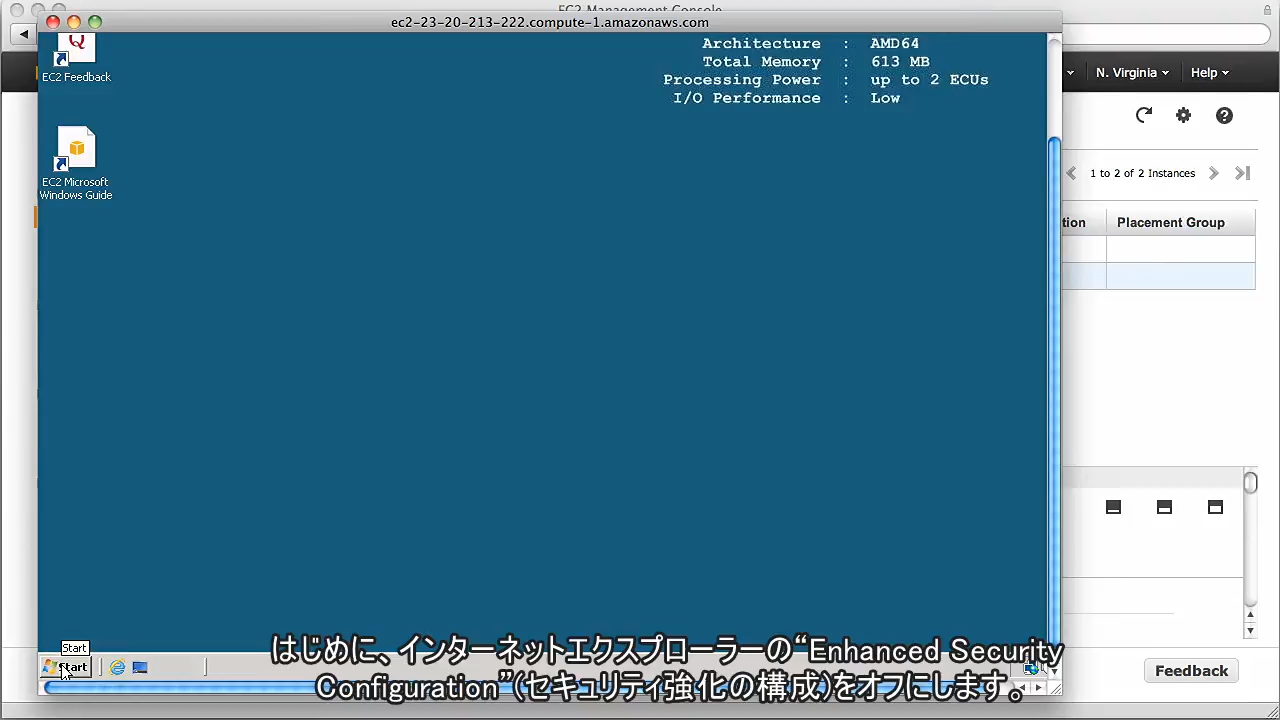 EC2 Management Console
ec2-23-20-213-222.compute-1.amazonaws.com
EC2 Feedback
Architecture : AMD64
Total Memory : 613 MB
Processing Power : up to 2 ECUs
I/O Performance : Low
N. Virginia
Help
EC2 Microsoft
Windows Guide
1 to 2 of 2 Instances
tion
Placement Group
Start
Start
はじめに、インターネットエクスプローラーの“Enhanced Security
Configuration”（セキュリティ強化の構成）をオフにします。
Feedback